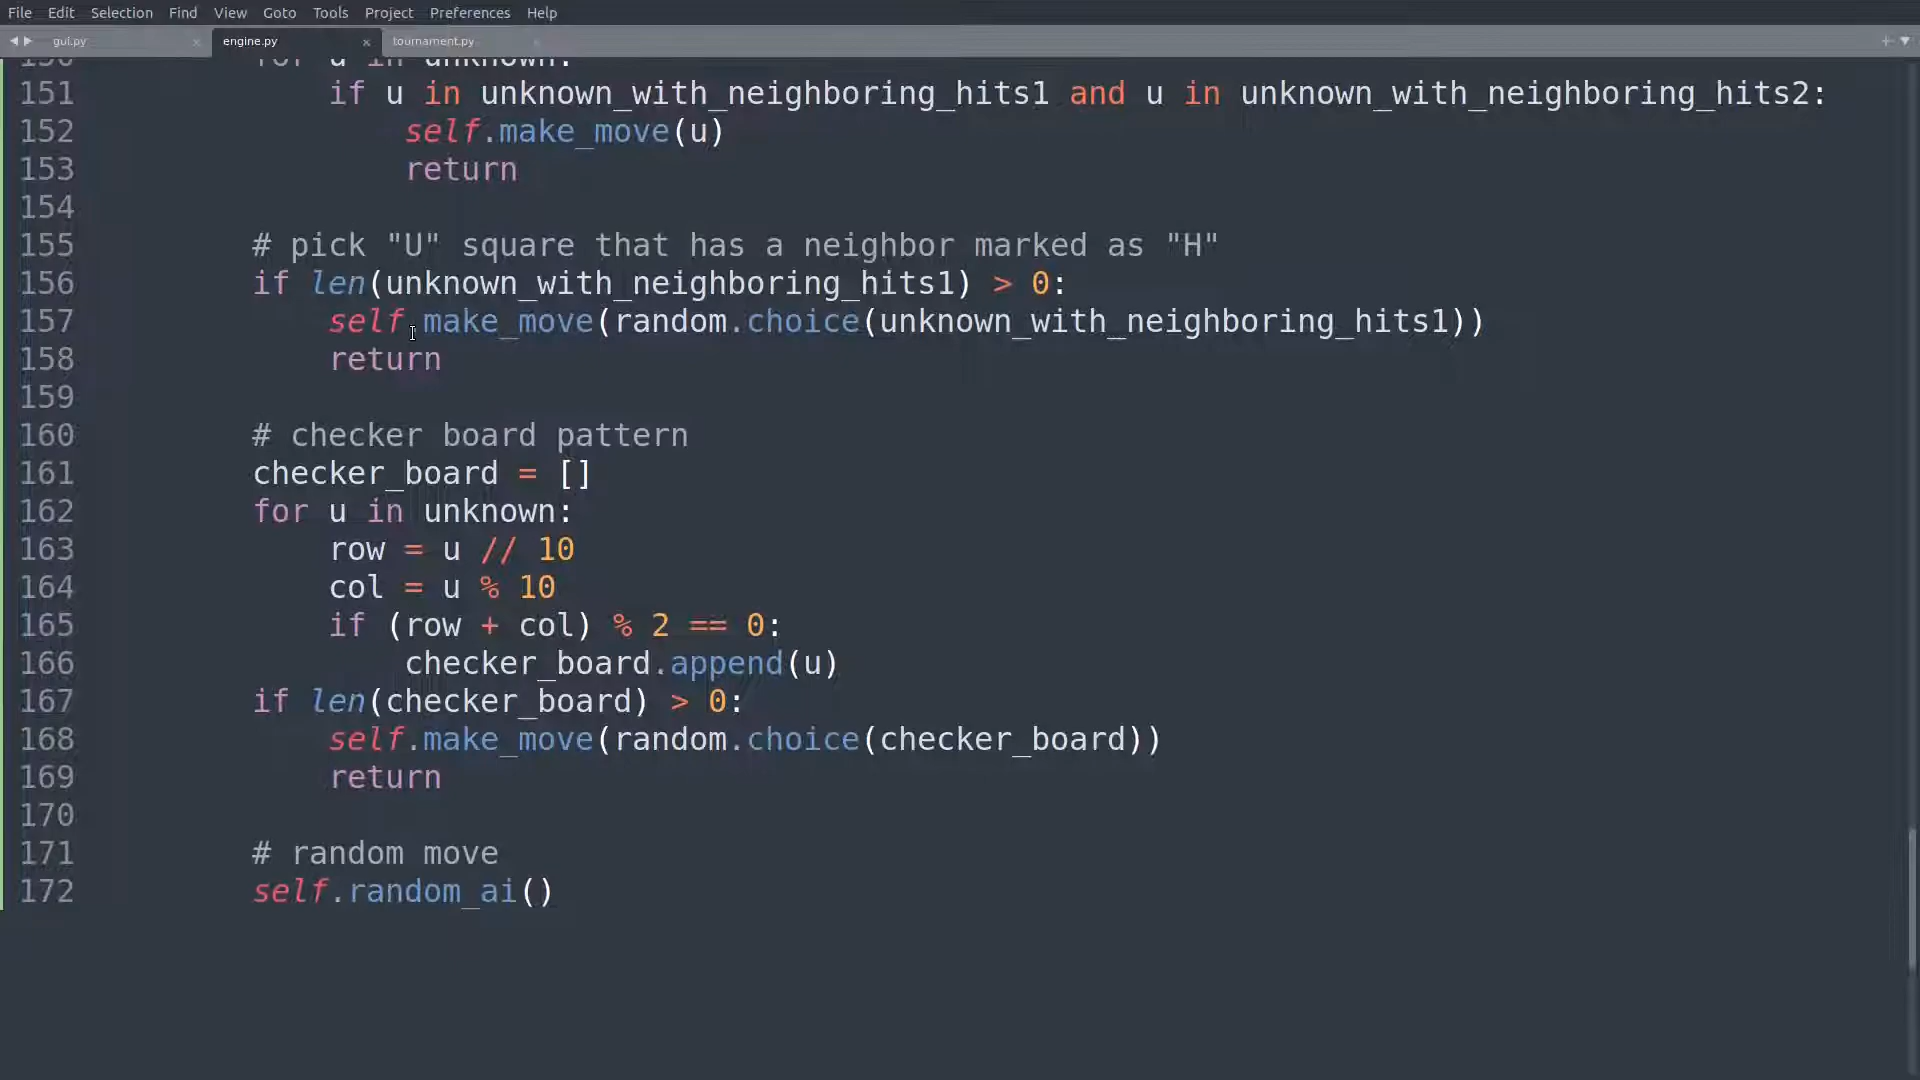 File Edit Selection Find View Goto Tools Project Preferences Help
gui.py engine.py tournament.py
150 for u in unknown:
151 if u in unknown_with_neighboring_hits1 and u in unknown_with_neighboring_hits2:
152 self.make_move(u)
153 return
154
155 # pick "U" square that has a neighbor marked as "H"
156 if len(unknown_with_neighboring_hits1) > 0:
157 self.make_move(random.choice(unknown_with_neighboring_hits1))
158 return
159
160 # checker board pattern
161 checker_board = []
162 for u in unknown:
163 row = u // 10
164 col = u % 10
165 if (row + col) % 2 == 0:
166 checker_board.append(u)
167 if len(checker_board) > 0:
168 self.make_move(random.choice(checker_board))
169 return
170
171 # random move
172 self.random_ai()